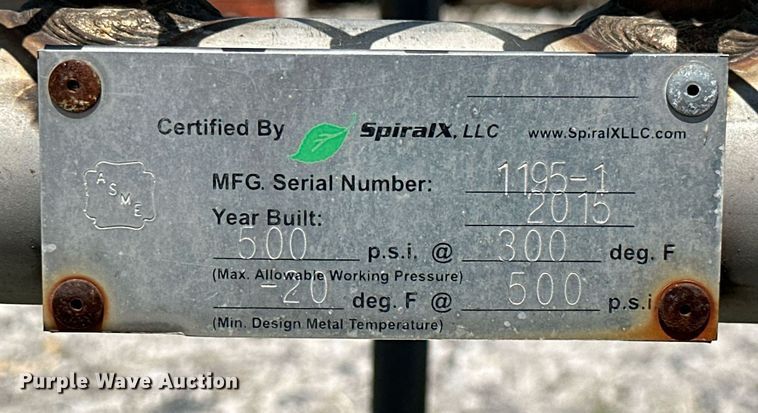 Certified By SpiralX, LLC www.SpiralXLLC.com
ASME
MFG. Serial Number: 1195-1
Year Built: 2015
500 p.s.i. @ 300 deg. F
(Max. Allowable Working Pressure)
-20 deg. F @ 500 p.s.i
(Min. Design Metal Temperature)
Purple Wave Auction